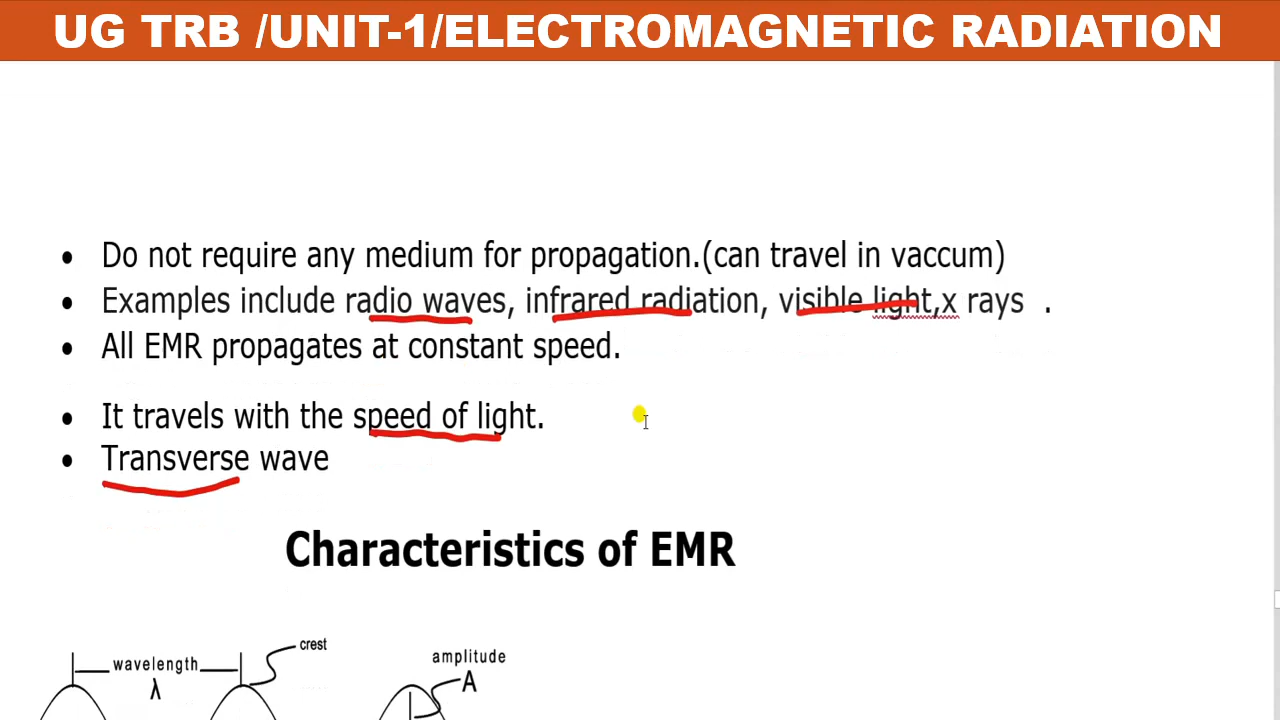 UG TRB /UNIT-1/ELECTROMAGNETIC RADIATION
• Do not require any medium for propagation.(can travel in vaccum)
• Examples include radio waves, infrared radiation, visible light,x rays .
• All EMR propagates at constant speed.
• It travels with the speed of light.
• Transverse wave
Characteristics of EMR
crest
wavelength
λ
amplitude
A